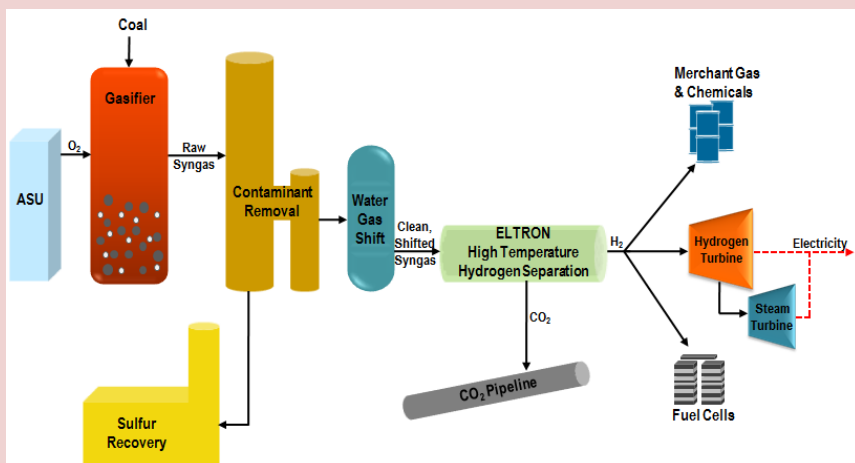 Coal
Gasifier
O₂
ASU
Raw
Syngas
Contaminant
Removal
Water
Gas
Shift
Clean,
Shifted
Syngas
ELTRON
High Temperature
Hydrogen Separation
H₂
Merchant Gas
& Chemicals
Hydrogen
Turbine
Electricity
Steam
Turbine
Fuel Cells
CO₂
CO₂ Pipeline
Sulfur
Recovery